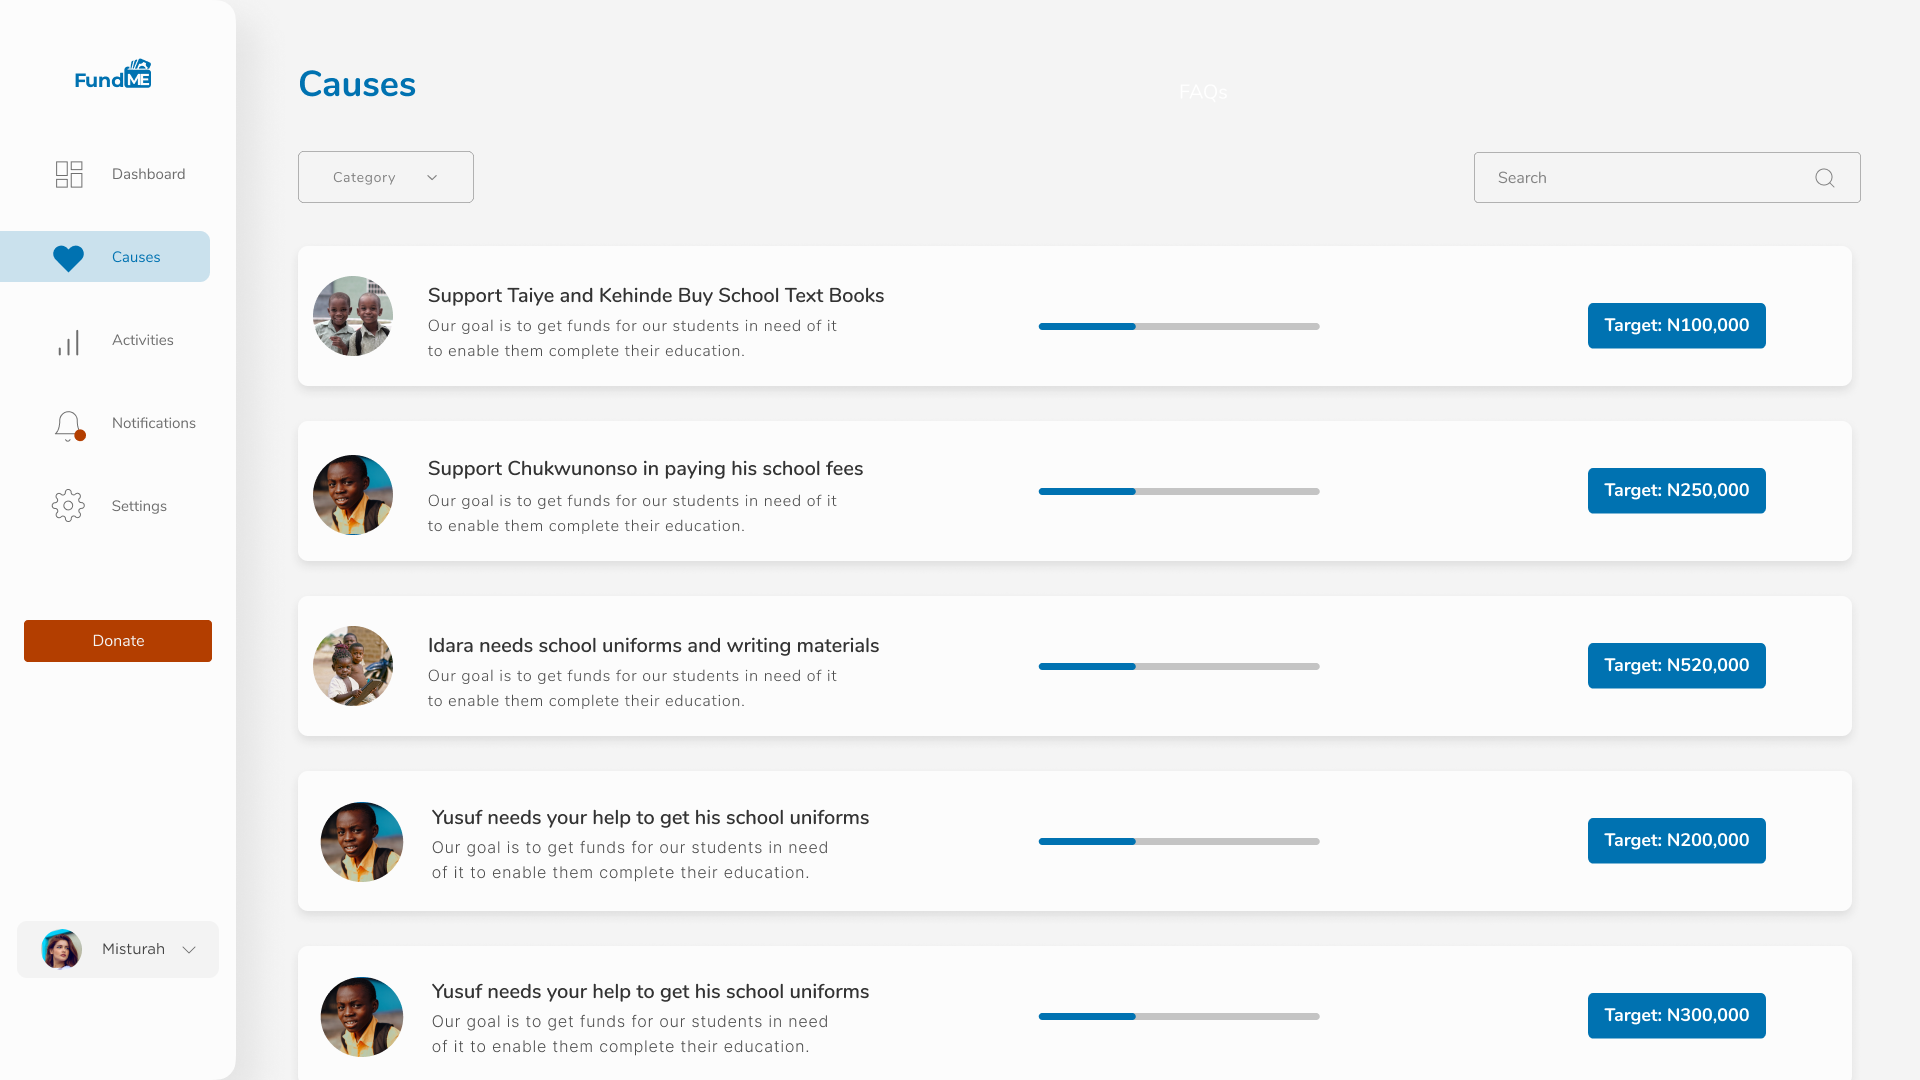 FundME
Dashboard
Causes
Activities
Notifications
Settings
Donate
Misturah
Causes
FAQs
Category
Search
Support Taiye and Kehinde Buy School Text Books
Our goal is to get funds for our students in need of it
to enable them complete their education.
Target: N100,000
Support Chukwunonso in paying his school fees
Our goal is to get funds for our students in need of it
to enable them complete their education.
Target: N250,000
Idara needs school uniforms and writing materials
Our goal is to get funds for our students in need of it
to enable them complete their education.
Target: N520,000
Yusuf needs your help to get his school uniforms
Our goal is to get funds for our students in need
of it to enable them complete their education.
Target: N200,000
Yusuf needs your help to get his school uniforms
Our goal is to get funds for our students in need
of it to enable them complete their education.
Target: N300,000